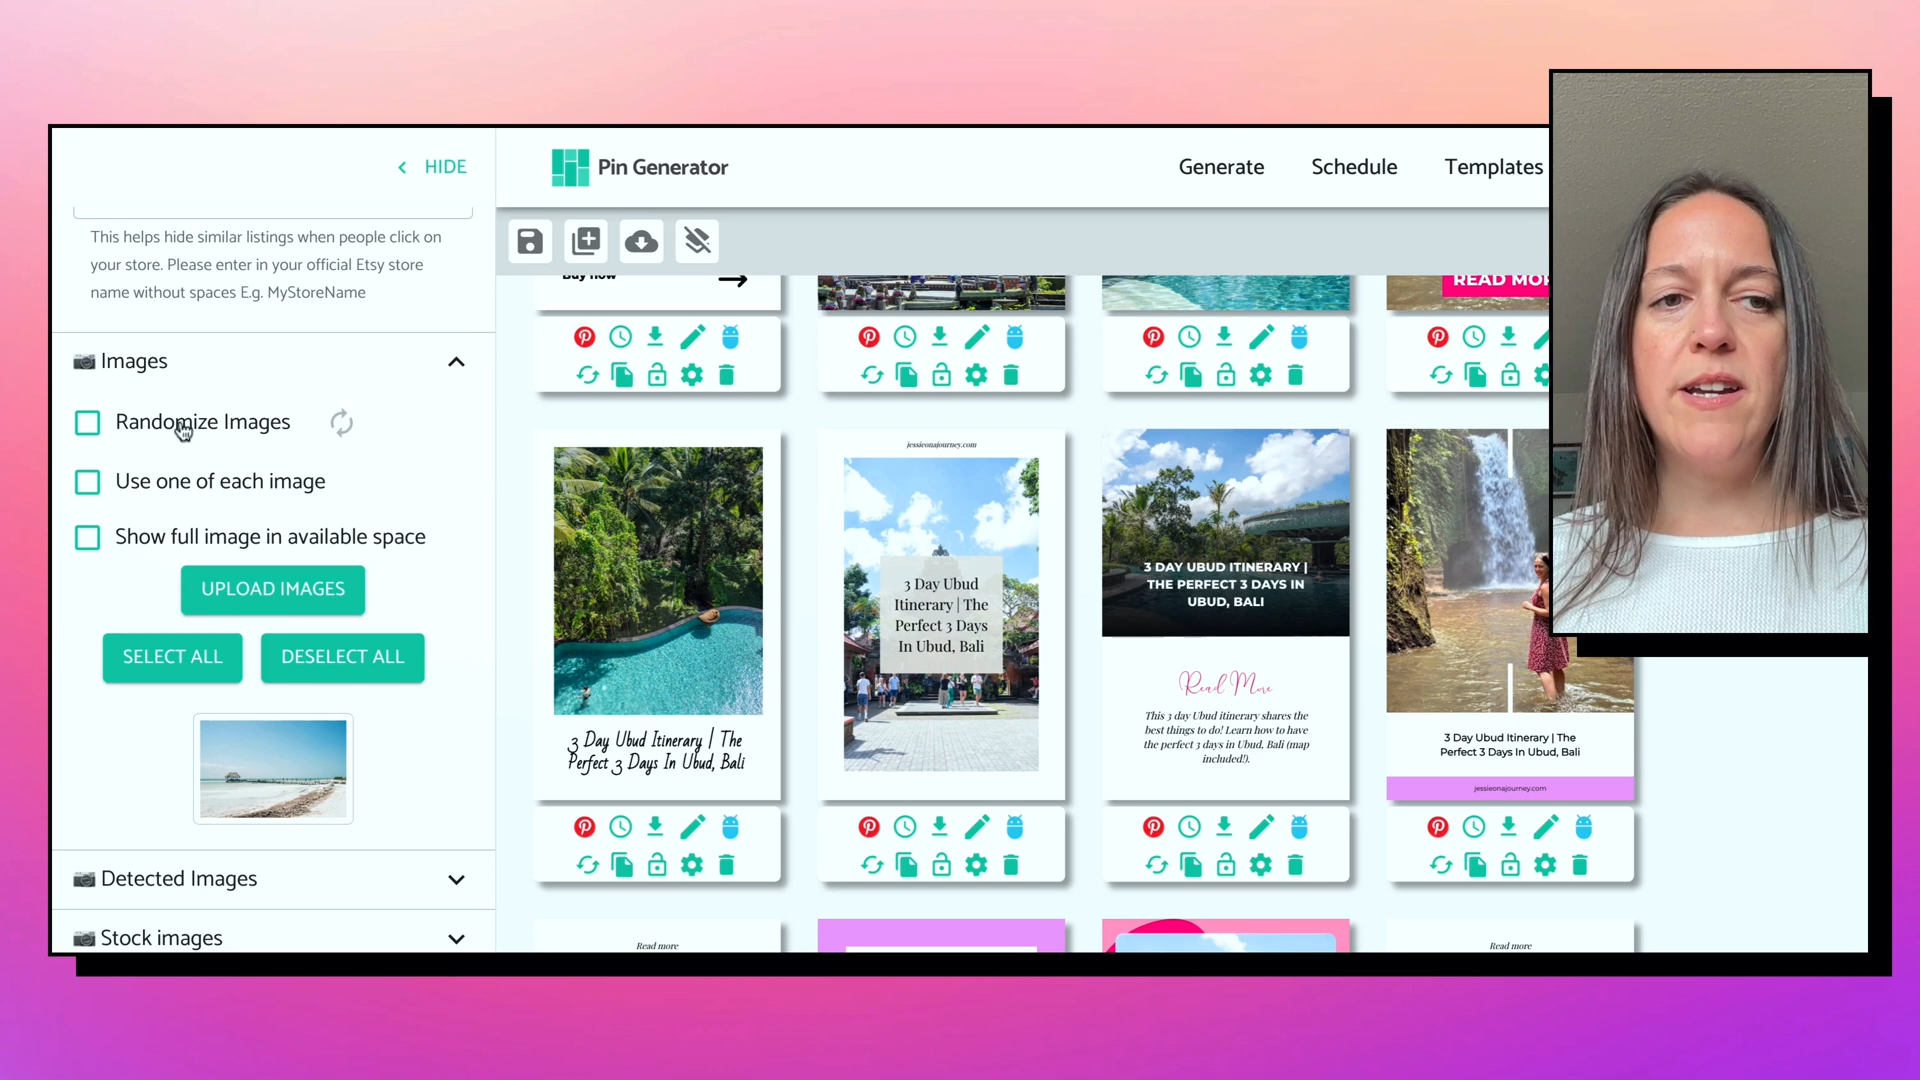 HIDE
Pin Generator
Generate
Schedule
Templates
This helps hide similar listings when people click on
your store. Please enter in your official Etsy store
name without spaces E.g. MyStoreName
Images
Randomize Images
Use one of each image
Show full image in available space
UPLOAD IMAGES
SELECT ALL
DESELECT ALL
Detected Images
Stock images
Buy now
READ MOR
3 Day Ubud Itinerary | The
Perfect 3 Days In Ubud, Bali
jessieonajourney.com
3 Day Ubud
Itinerary | The
Perfect 3 Days
In Ubud, Bali
3 DAY UBUD ITINERARY |
THE PERFECT 3 DAYS IN
UBUD, BALI
Read More
This 3 day Ubud itinerary shares the
best things to do! Learn how to have
the perfect 3 days in Ubud, Bali (map
included!).
3 Day Ubud Itinerary | The
Perfect 3 Days In Ubud, Bali
jessieonajourney.com
Read more
Read more